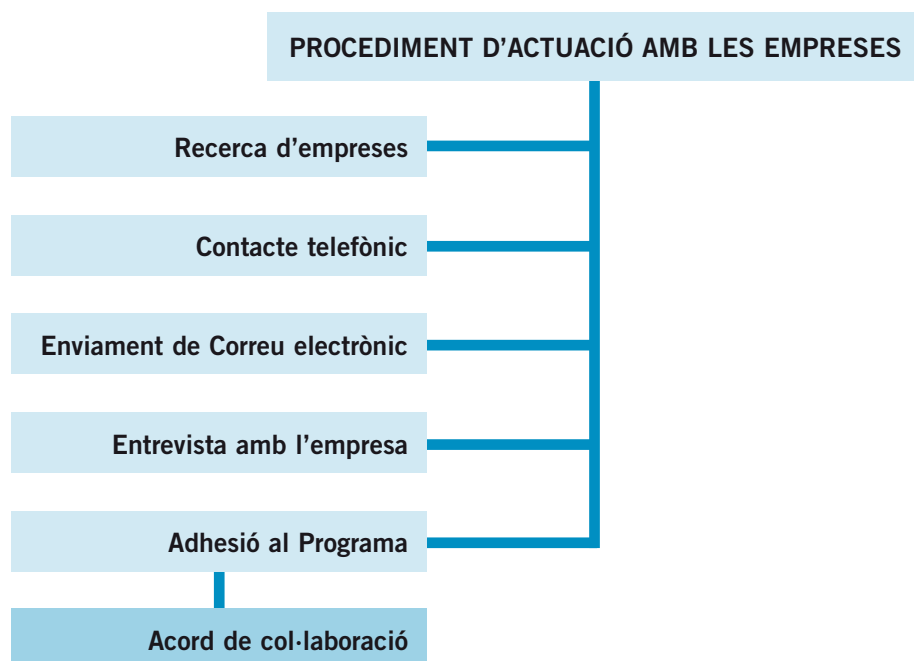 PROCEDIMENT D’ACTUACIÓ AMB LES EMPRESES
Recerca d’empreses
Contacte telefònic
Enviament de Correu electrònic
Entrevista amb l’empresa
Adhesió al Programa
Acord de col·laboració